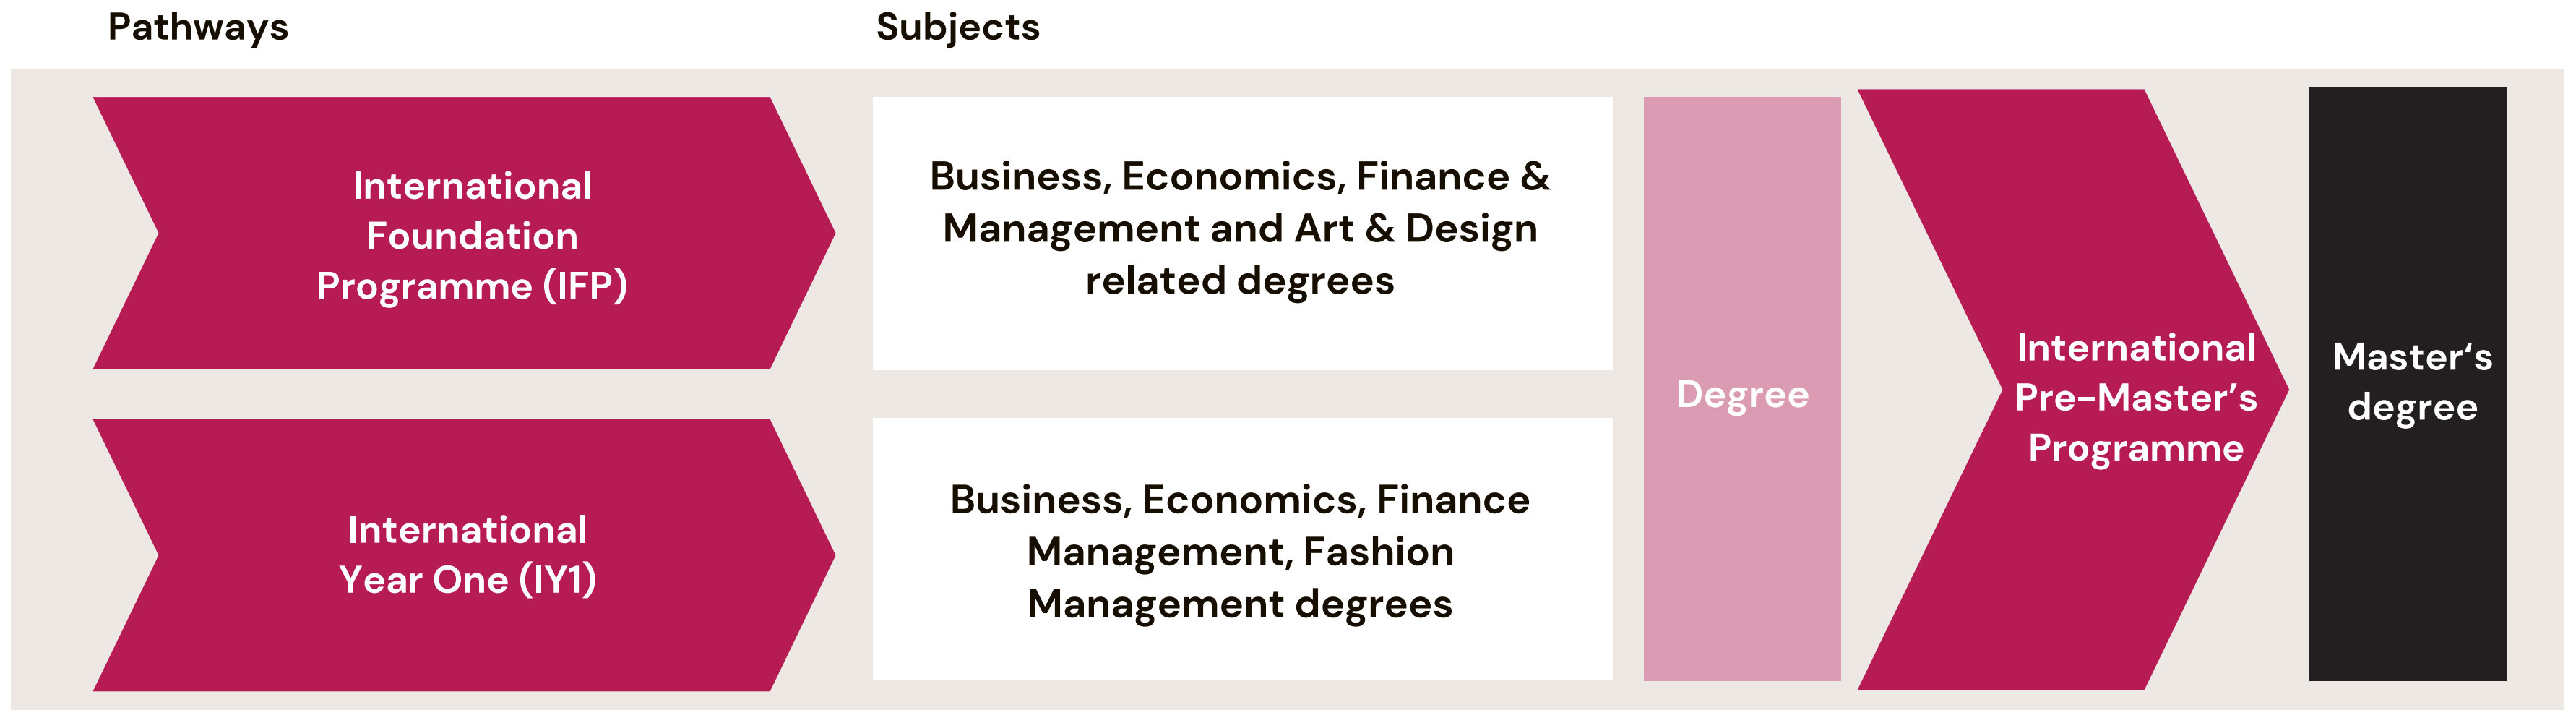 Pathways
Subjects
International
Foundation
Programme (IFP)
Business, Economics, Finance &
Management and Art & Design
related degrees
International
Year One (IY1)
Business, Economics, Finance
Management, Fashion
Management degrees
Degree
International
Pre-Master’s
Programme
Master‘s
degree